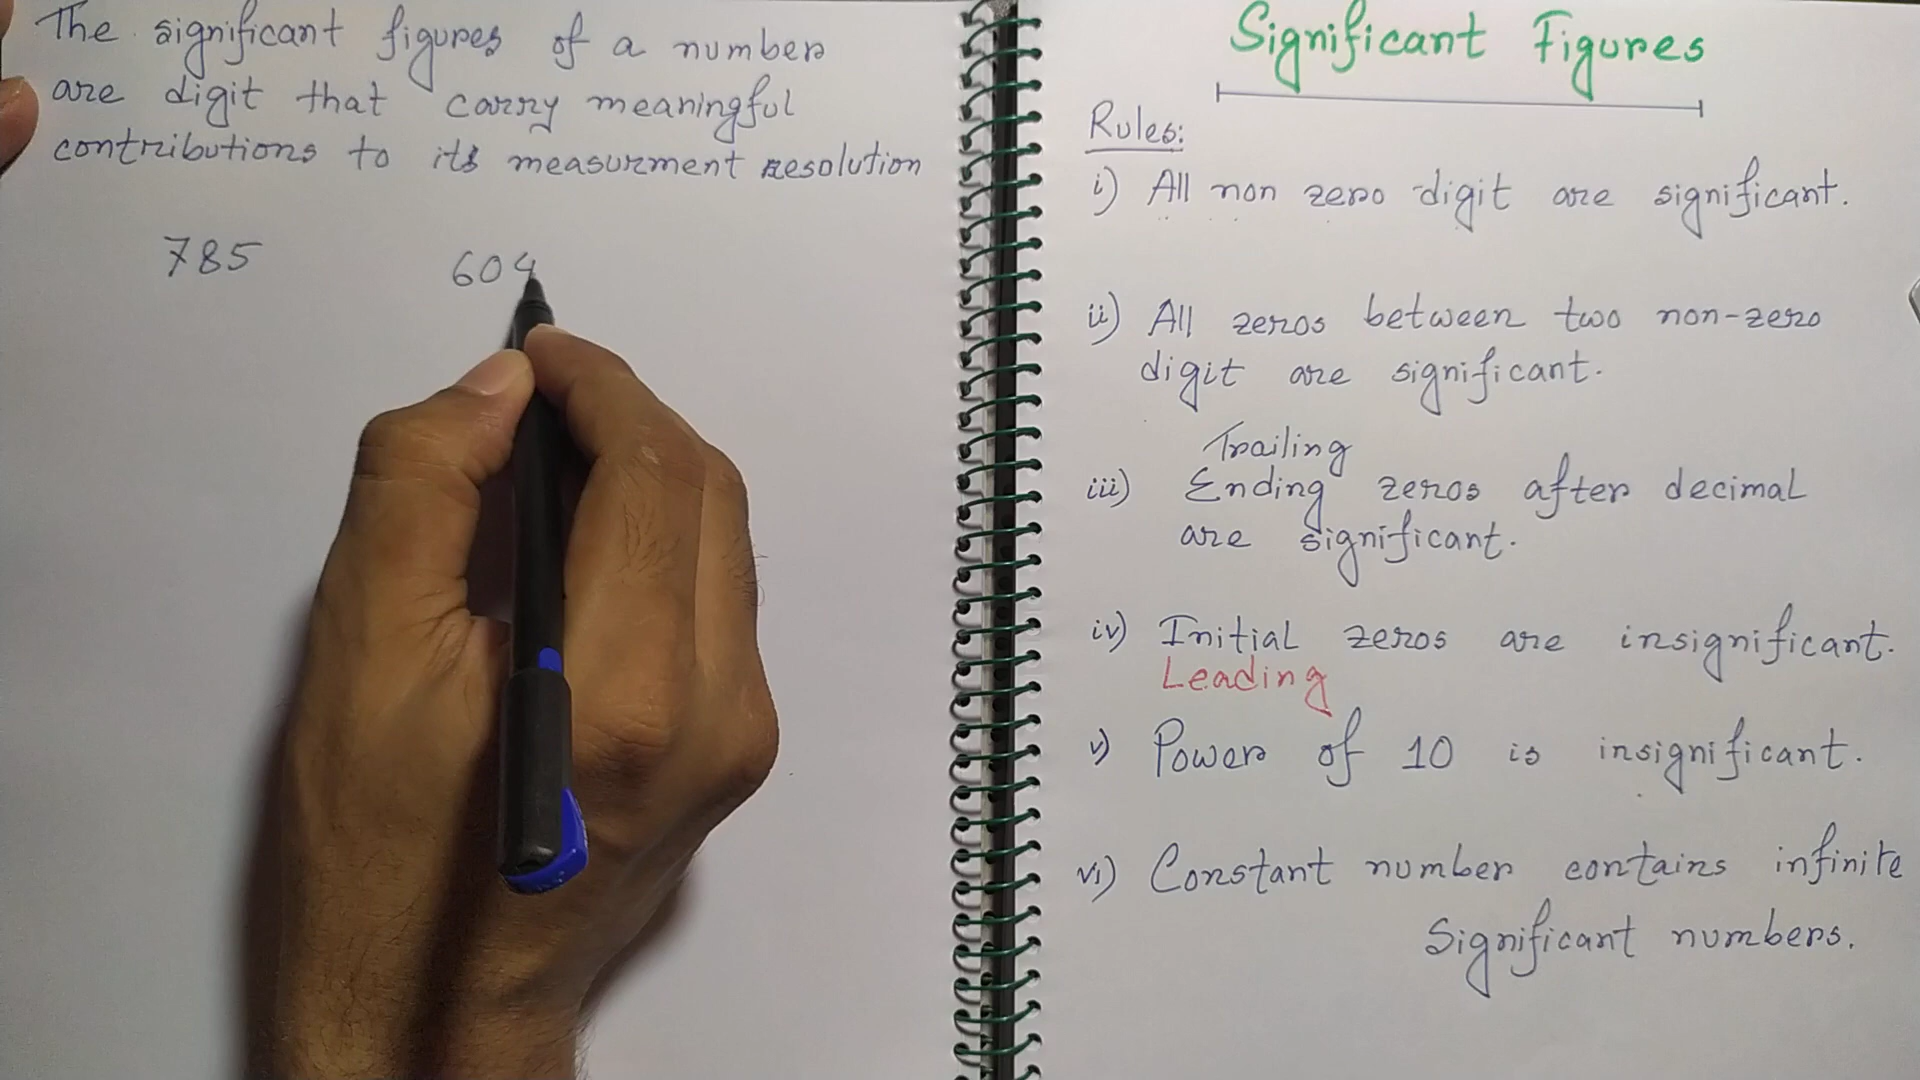 The significant figures of a number
are digit that carry meaningful
contributions to its measurment resolution
785 604
Significant Figures
Rules:
i) All non zero digit are significant.
ii) All zeros between two non-zero
digit are significant.
Trailing
iii) Ending zeros after decimal
are significant.
iv) Initial zeros are insignificant.
Leading
v) Power of 10 is insignificant.
vi) Constant number contains infinite
Significant numbers.